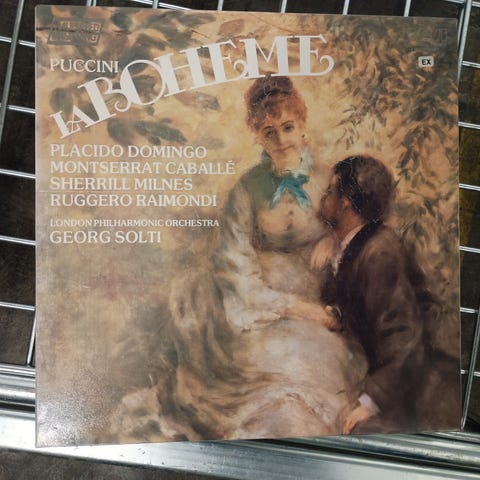 PUCCINI
LA BOHEME
EX
PLACIDO DOMINGO
MONTSERRAT CABALLÉ
SHERRILL MILNES
RUGGERO RAIMONDI
LONDON PHILHARMONIC ORCHESTRA
GEORG SOLTI